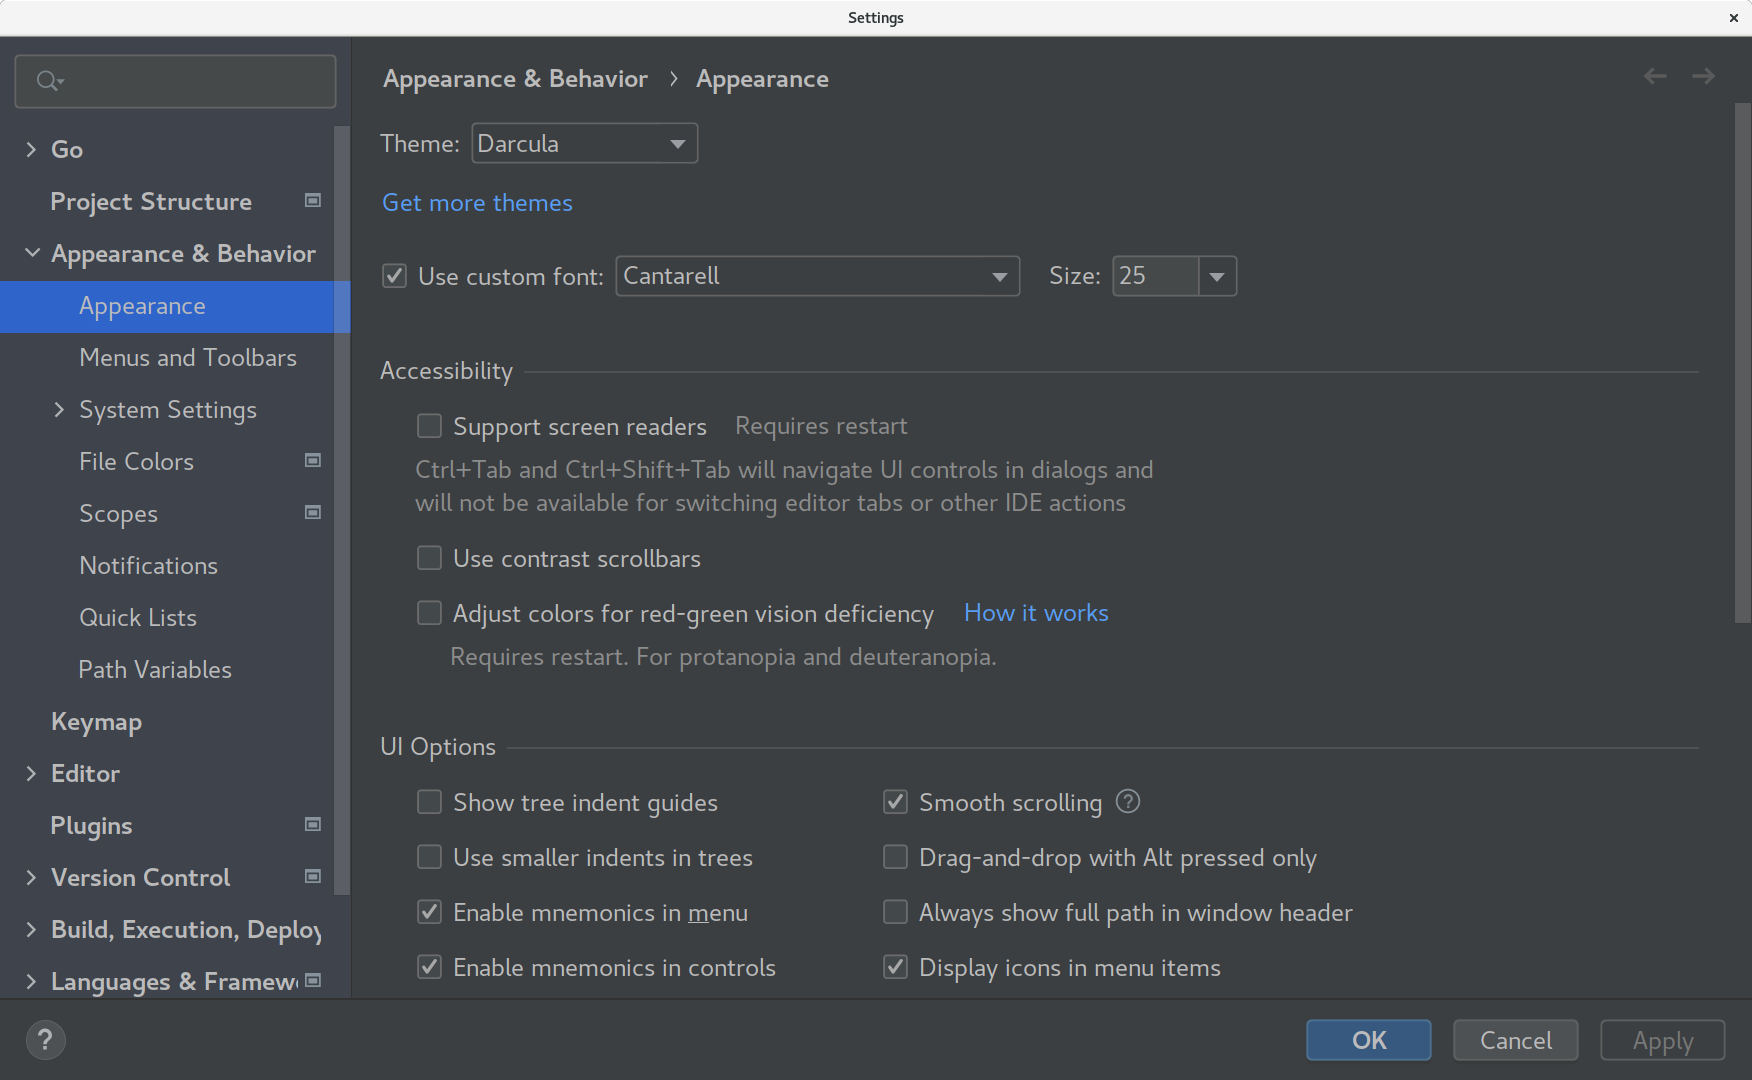 Settings
Go
Project Structure
Appearance & Behavior
Appearance
Menus and Toolbars
System Settings
File Colors
Scopes
Notifications
Quick Lists
Path Variables
Keymap
Editor
Plugins
Version Control
Build, Execution, Deploy
Languages & Framew
Appearance & Behavior › Appearance
Theme: Darcula
Get more themes
Use custom font: Cantarell Size: 25
Accessibility
Support screen readers Requires restart
Ctrl+Tab and Ctrl+Shift+Tab will navigate UI controls in dialogs and
will not be available for switching editor tabs or other IDE actions
Use contrast scrollbars
Adjust colors for red-green vision deficiency How it works
Requires restart. For protanopia and deuteranopia.
UI Options
Show tree indent guides Smooth scrolling ?
Use smaller indents in trees Drag-and-drop with Alt pressed only
Enable mnemonics in menu Always show full path in window header
Enable mnemonics in controls Display icons in menu items
? OK Cancel Apply